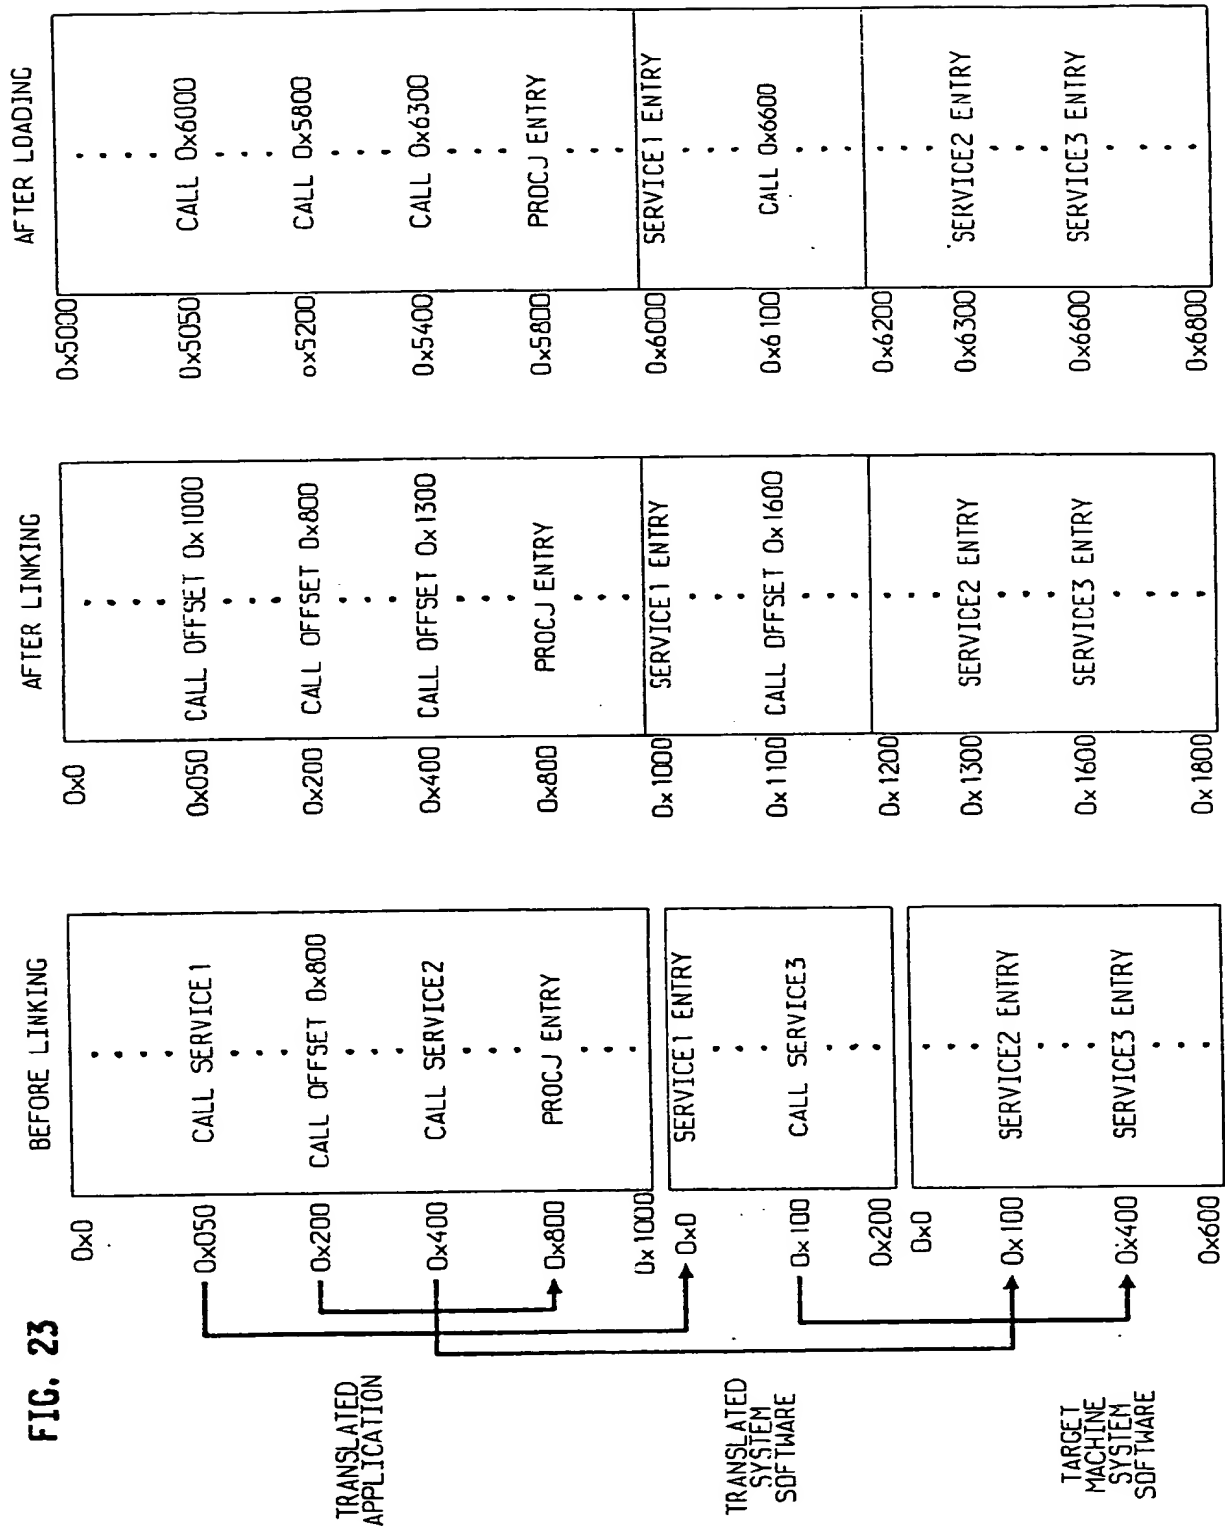 FIG. 23
BEFORE LINKING
AFTER LINKING
AFTER LOADING
TRANSLATED
APPLICATION
0x0
0x050
CALL SERVICE1
0x200
CALL OFFSET 0x800
0x400
CALL SERVICE2
0x800
PROCJ ENTRY
0x1000
TRANSLATED
SYSTEM
SOFTWARE
0x0
SERVICE1 ENTRY
0x100
CALL SERVICE3
0x200
TARGET
MACHINE
SYSTEM
SOFTWARE
0x0
0x100
SERVICE2 ENTRY
0x400
SERVICE3 ENTRY
0x600
0x0
0x050
CALL OFFSET 0x1000
0x200
CALL OFFSET 0x800
0x400
CALL OFFSET 0x1300
0x800
PROCJ ENTRY
0x1000
SERVICE1 ENTRY
0x1100
CALL OFFSET 0x1600
0x1200
0x1300
SERVICE2 ENTRY
0x1600
SERVICE3 ENTRY
0x1800
0x5000
0x5050
CALL 0x6000
0x5200
CALL 0x5800
0x5400
CALL 0x6300
0x5800
PROCJ ENTRY
0x6000
SERVICE1 ENTRY
0x6100
CALL 0x6600
0x6200
0x6300
SERVICE2 ENTRY
0x6600
SERVICE3 ENTRY
0x6800